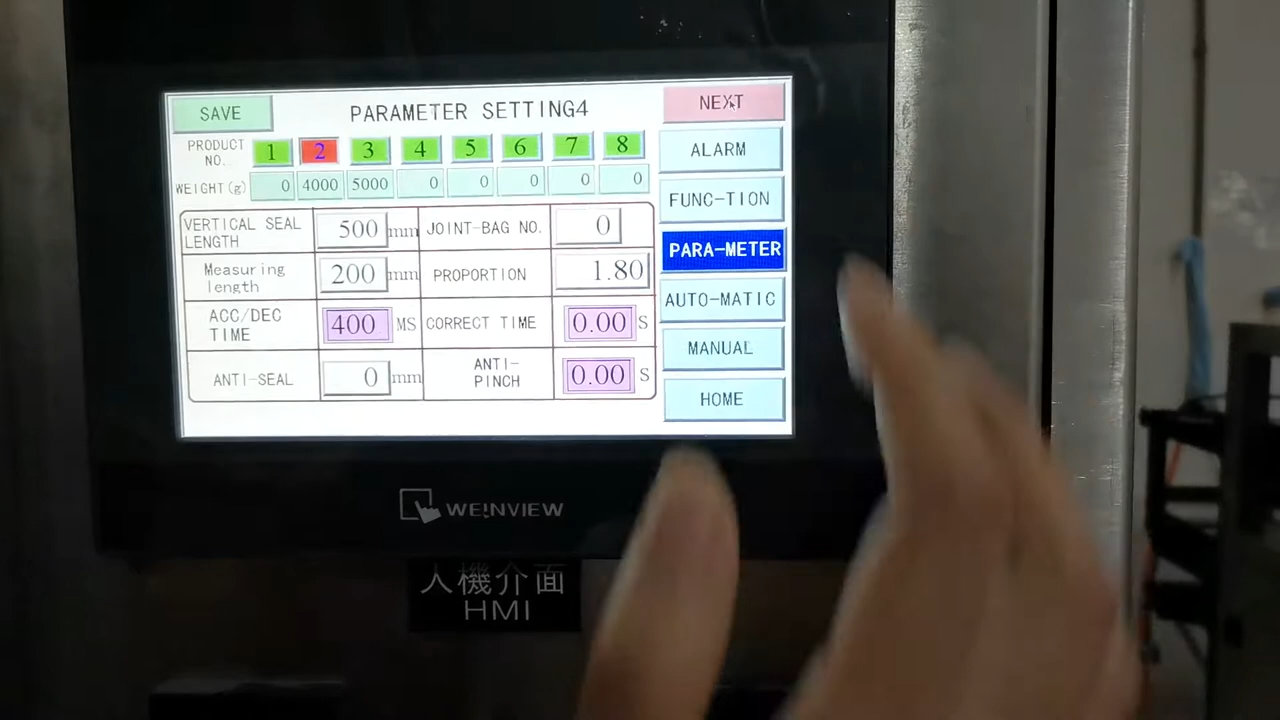 SAVE PARAMETER SETTING4 NEXT
PRODUCT NO. 1 2 3 4 5 6 7 8
WEIGHT(g) 0 4000 5000 0 0 0 0 0
VERTICAL SEAL LENGTH 500 mm JOINT-BAG NO. 0
Measuring length 200 mm PROPORTION 1.80
ACC/DEC TIME 400 MS CORRECT TIME 0.00 S
ANTI-SEAL 0 mm ANTI-PINCH 0.00 S
ALARM
FUNC-TION
PARA-METER
AUTO-MATIC
MANUAL
HOME
WE!NVIEW
人機介面
HMI